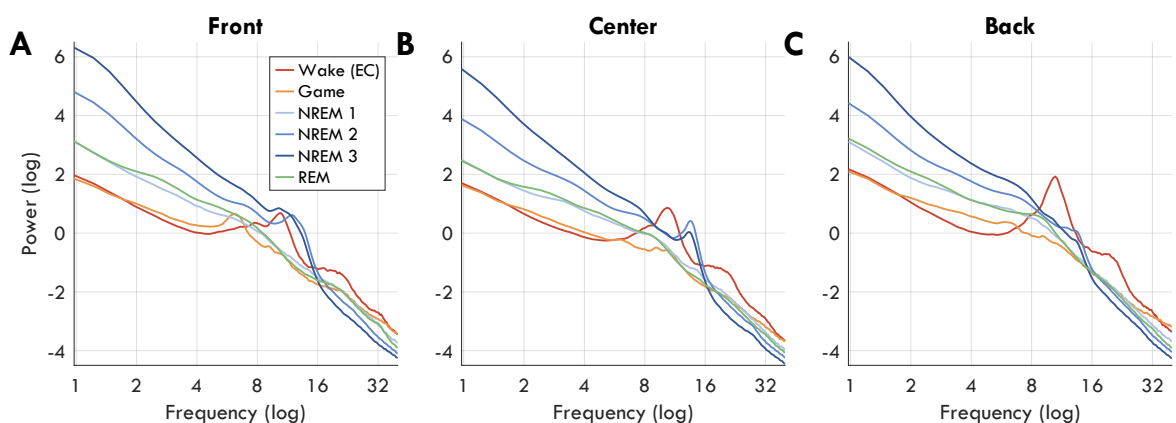 A
Front
B
Center
C
Back
Power (log)
6
4
2
0
-2
-4
Wake (EC)
Game
NREM 1
NREM 2
NREM 3
REM
1 2 4 8 16 32
Frequency (log)
6
4
2
0
-2
-4
1 2 4 8 16 32
Frequency (log)
6
4
2
0
-2
-4
1 2 4 8 16 32
Frequency (log)